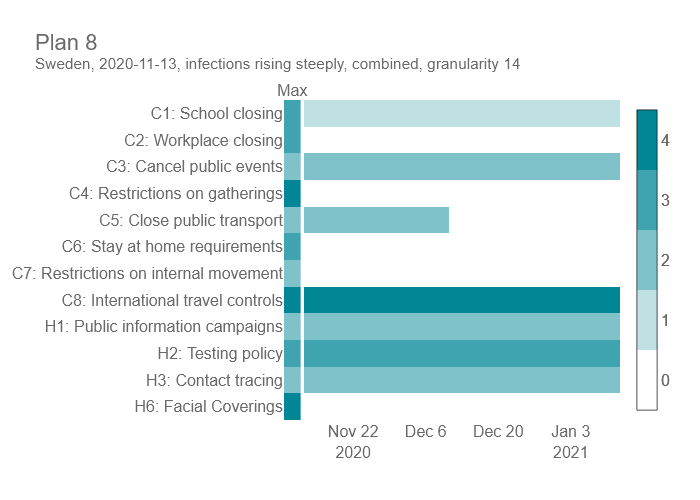 Plan 8
Sweden, 2020-11-13, infections rising steeply, combined, granularity 14
Max
C1: School closing
C2: Workplace closing
C3: Cancel public events
C4: Restrictions on gatherings
C5: Close public transport
C6: Stay at home requirements
C7: Restrictions on internal movement
C8: International travel controls
H1: Public information campaigns
H2: Testing policy
H3: Contact tracing
H6: Facial Coverings
4
3
2
1
0
Nov 22 Dec 6 Dec 20 Jan 3
2020 2021